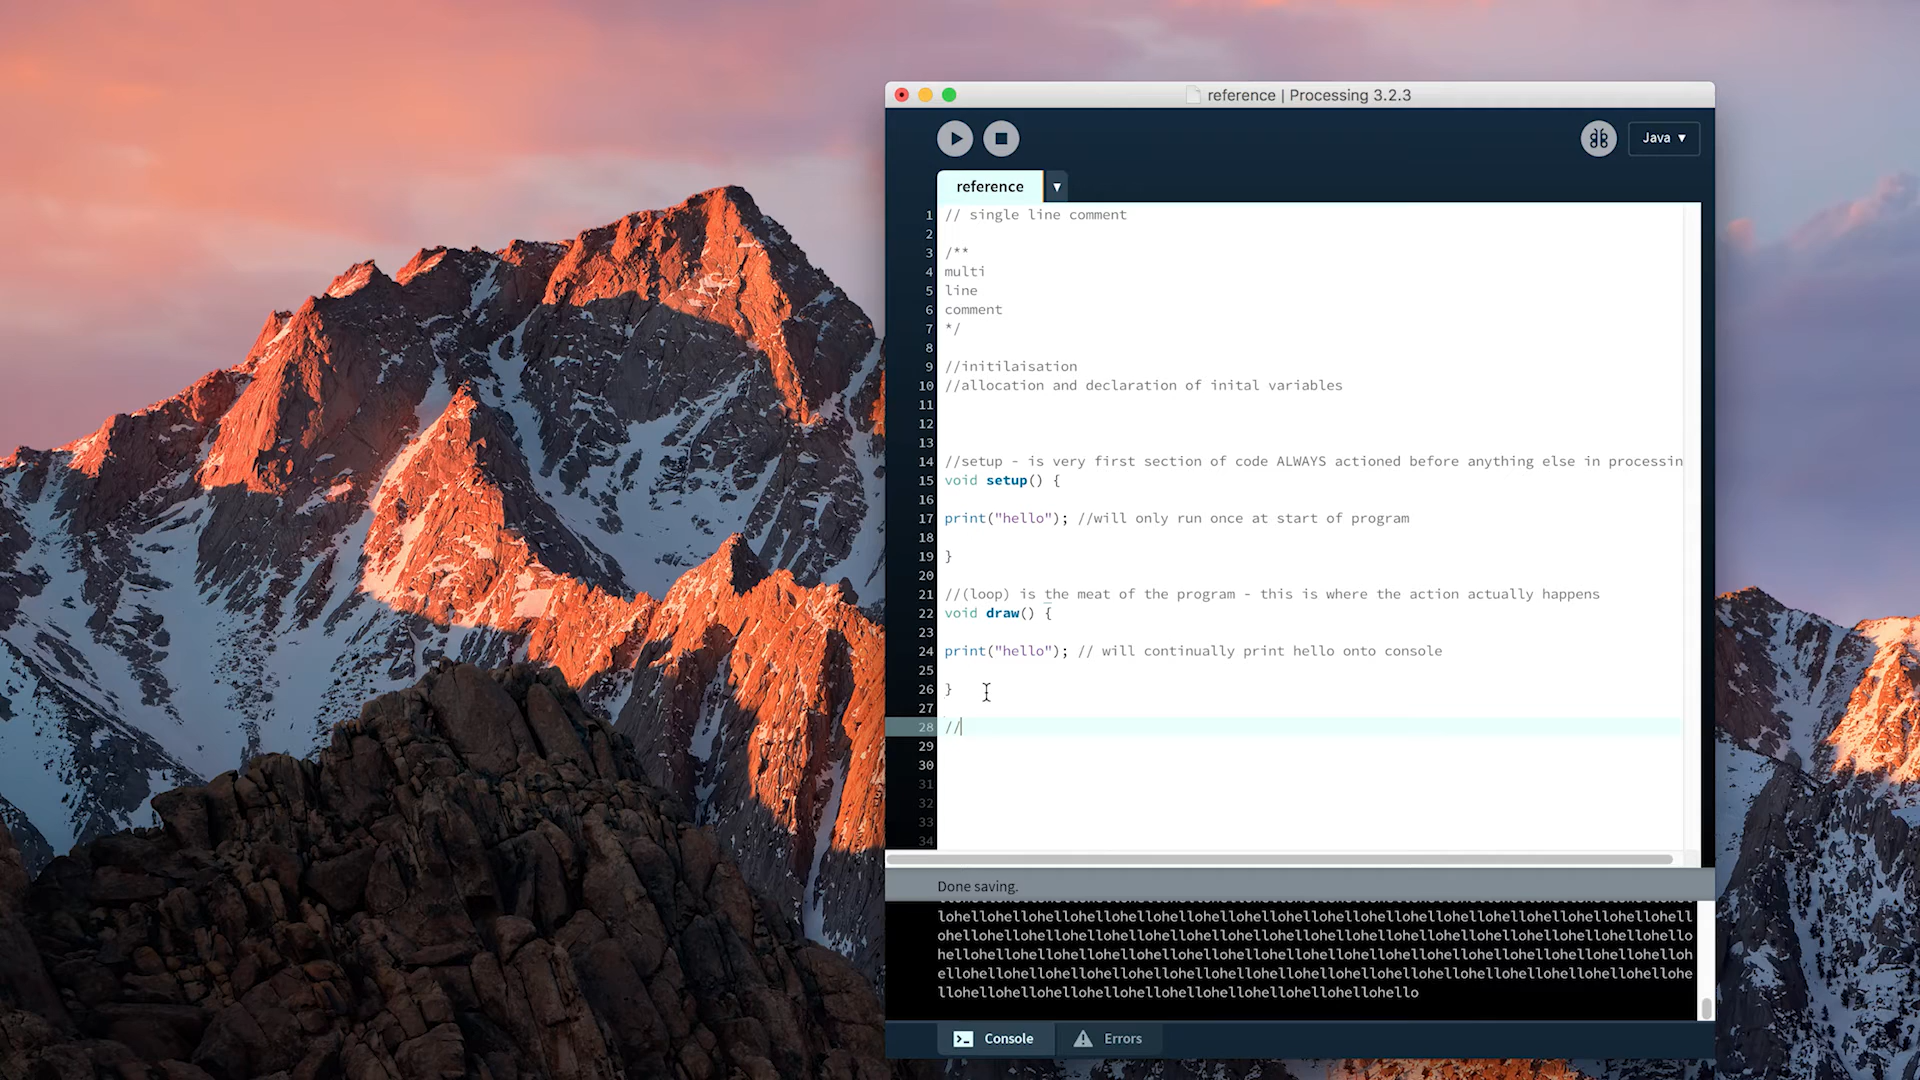 reference | Processing 3.2.3
Java ▼
reference ▼
1 // single line comment
2
3 /**
4 multi
5 line
6 comment
7 */
8
9 //initilaisation
10 //allocation and declaration of inital variables
11
12
13
14 //setup - is very first section of code ALWAYS actioned before anything else in processin
15 void setup() {
16
17 print("hello"); //will only run once at start of program
18
19 }
20
21 //(loop) is the meat of the program - this is where the action actually happens
22 void draw() {
23
24 print("hello"); // will continually print hello onto console
25
26 }
27
28 //
29
30
31
32
33
34
Done saving.
lohellohellohellohellohellohellohellohellohellohellohellohellohellohellohellohellohellohell
ohellohellohellohellohellohellohellohellohellohellohellohellohellohellohellohellohellohello
hellohellohellohellohellohellohellohellohellohellohellohellohellohellohellohellohellohelloh
ellohellohellohellohellohellohellohellohellohellohellohellohellohellohellohellohellohellohe
llohellohellohellohellohellohellohellohellohellohellohello
Console
Errors